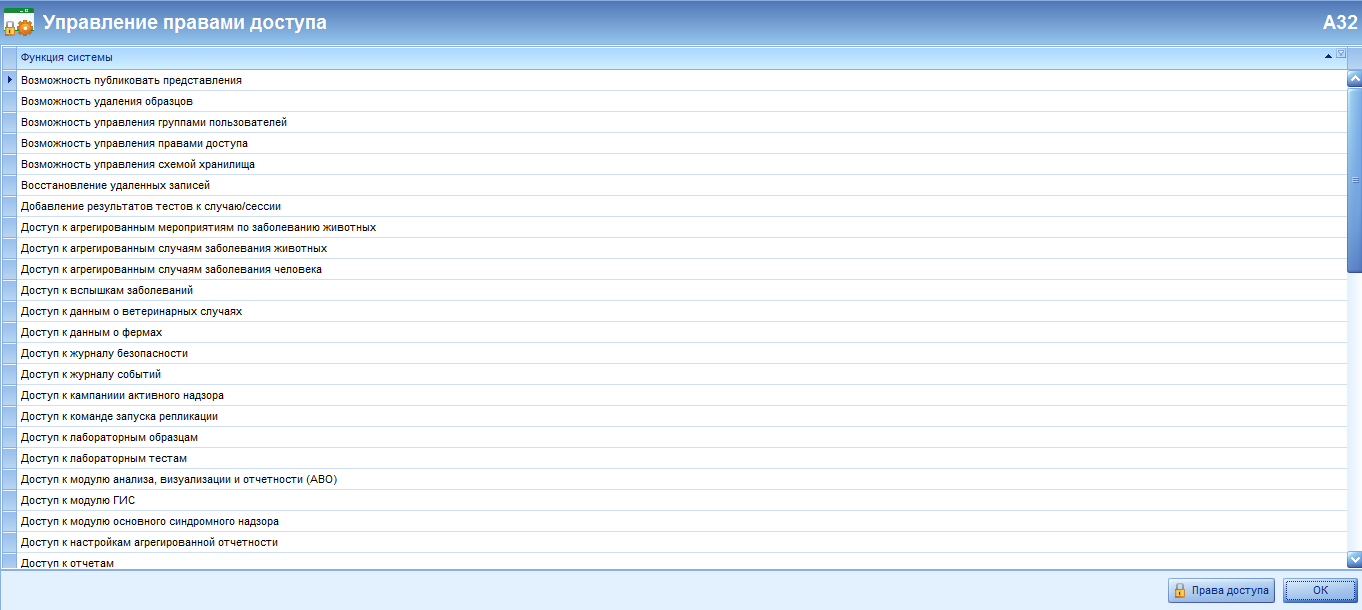 Управление правами доступа
A32
Функция системы
Возможность публиковать представления
Возможность удаления образцов
Возможность управления группами пользователей
Возможность управления правами доступа
Возможность управления схемой хранилища
Восстановление удаленных записей
Добавление результатов тестов к случаю/сессии
Доступ к агрегированным мероприятиям по заболеванию животных
Доступ к агрегированным случаям заболевания животных
Доступ к агрегированным случаям заболевания человека
Доступ к вспышкам заболеваний
Доступ к данным о ветеринарных случаях
Доступ к данным о фермах
Доступ к журналу безопасности
Доступ к журналу событий
Доступ к кампаниии активного надзора
Доступ к команде запуска репликации
Доступ к лабораторным образцам
Доступ к лабораторным тестам
Доступ к модулю анализа, визуализации и отчетности (АВО)
Доступ к модулю ГИС
Доступ к модулю основного синдромного надзора
Доступ к настройкам агрегированной отчетности
Доступ к отчетам
Права доступа
OK